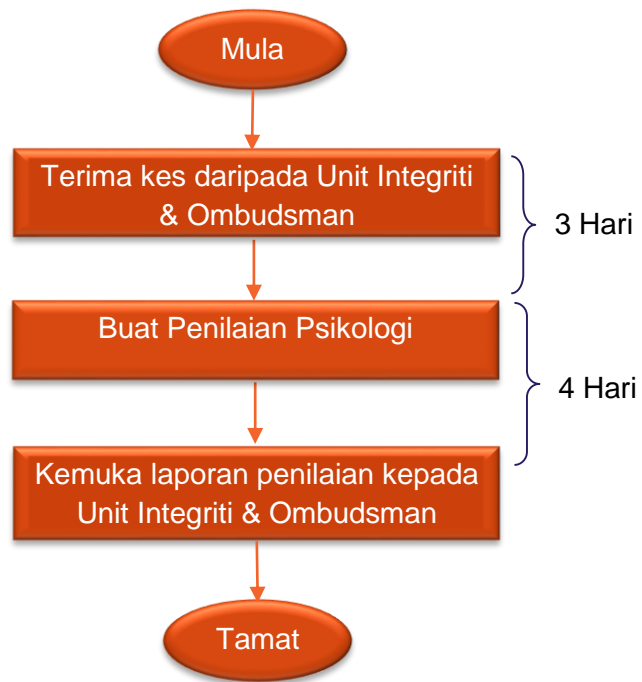 Mula
Terima kes daripada Unit Integriti
& Ombudsman
3 Hari
Buat Penilaian Psikologi
4 Hari
Kemuka laporan penilaian kepada
Unit Integriti & Ombudsman
Tamat